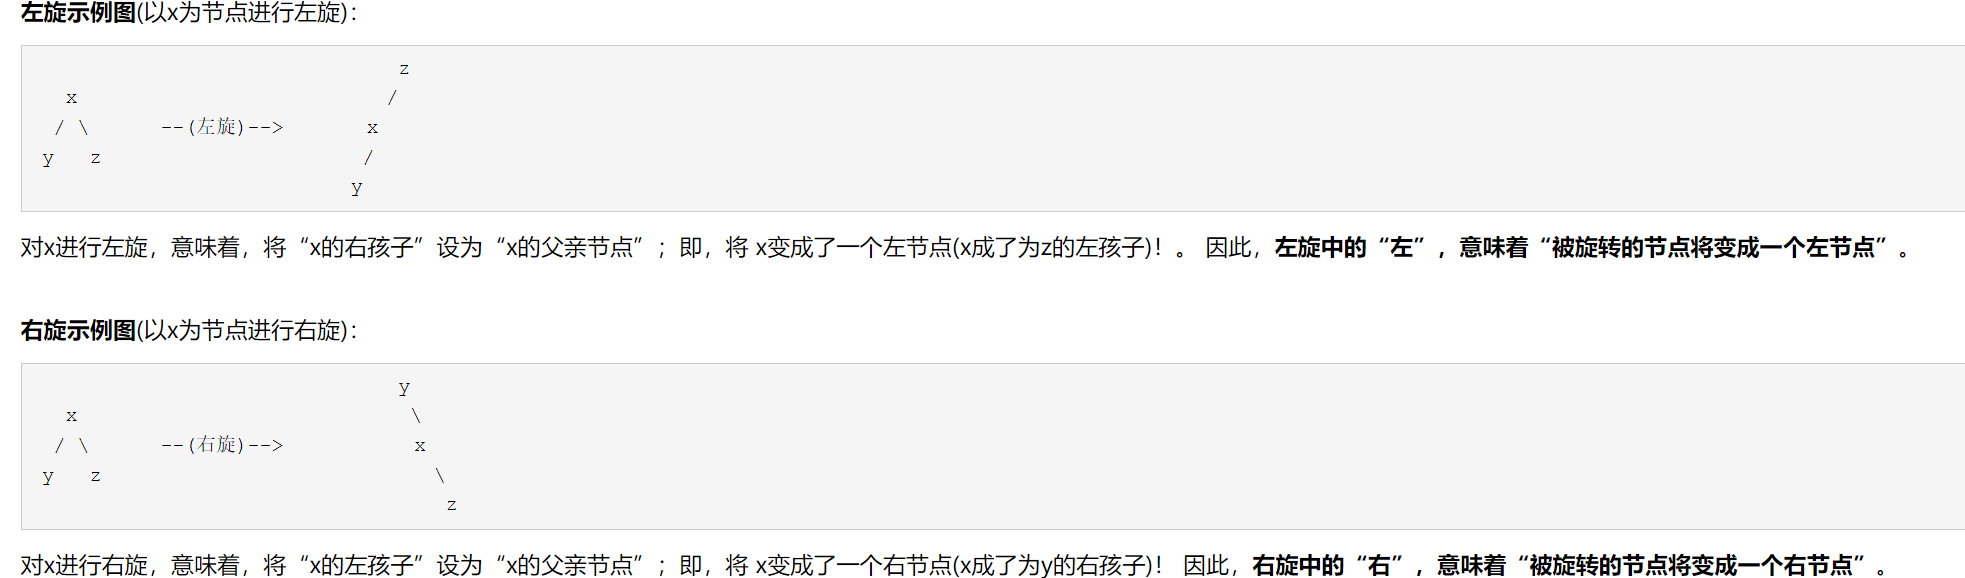 左旋示例图(以x为节点进行左旋)：
                               z
   x                          /
  / \      --(左旋)-->       x
 y   z                      /
                           y
对x进行左旋，意味着，将“x的右孩子”设为“x的父亲节点”；即，将 x变成了一个左节点(x成了为z的左孩子)！。 因此，左旋中的“左”，意味着“被旋转的节点将变成一个左节点”。
右旋示例图(以x为节点进行右旋)：
                               y
   x                            \
  / \      --(右旋)-->           x
 y   z                            \
                                   z
对x进行右旋，意味着，将“x的左孩子”设为“x的父亲节点”；即，将 x变成了一个右节点(x成了为y的右孩子)！ 因此，右旋中的“右”，意味着“被旋转的节点将变成一个右节点”。